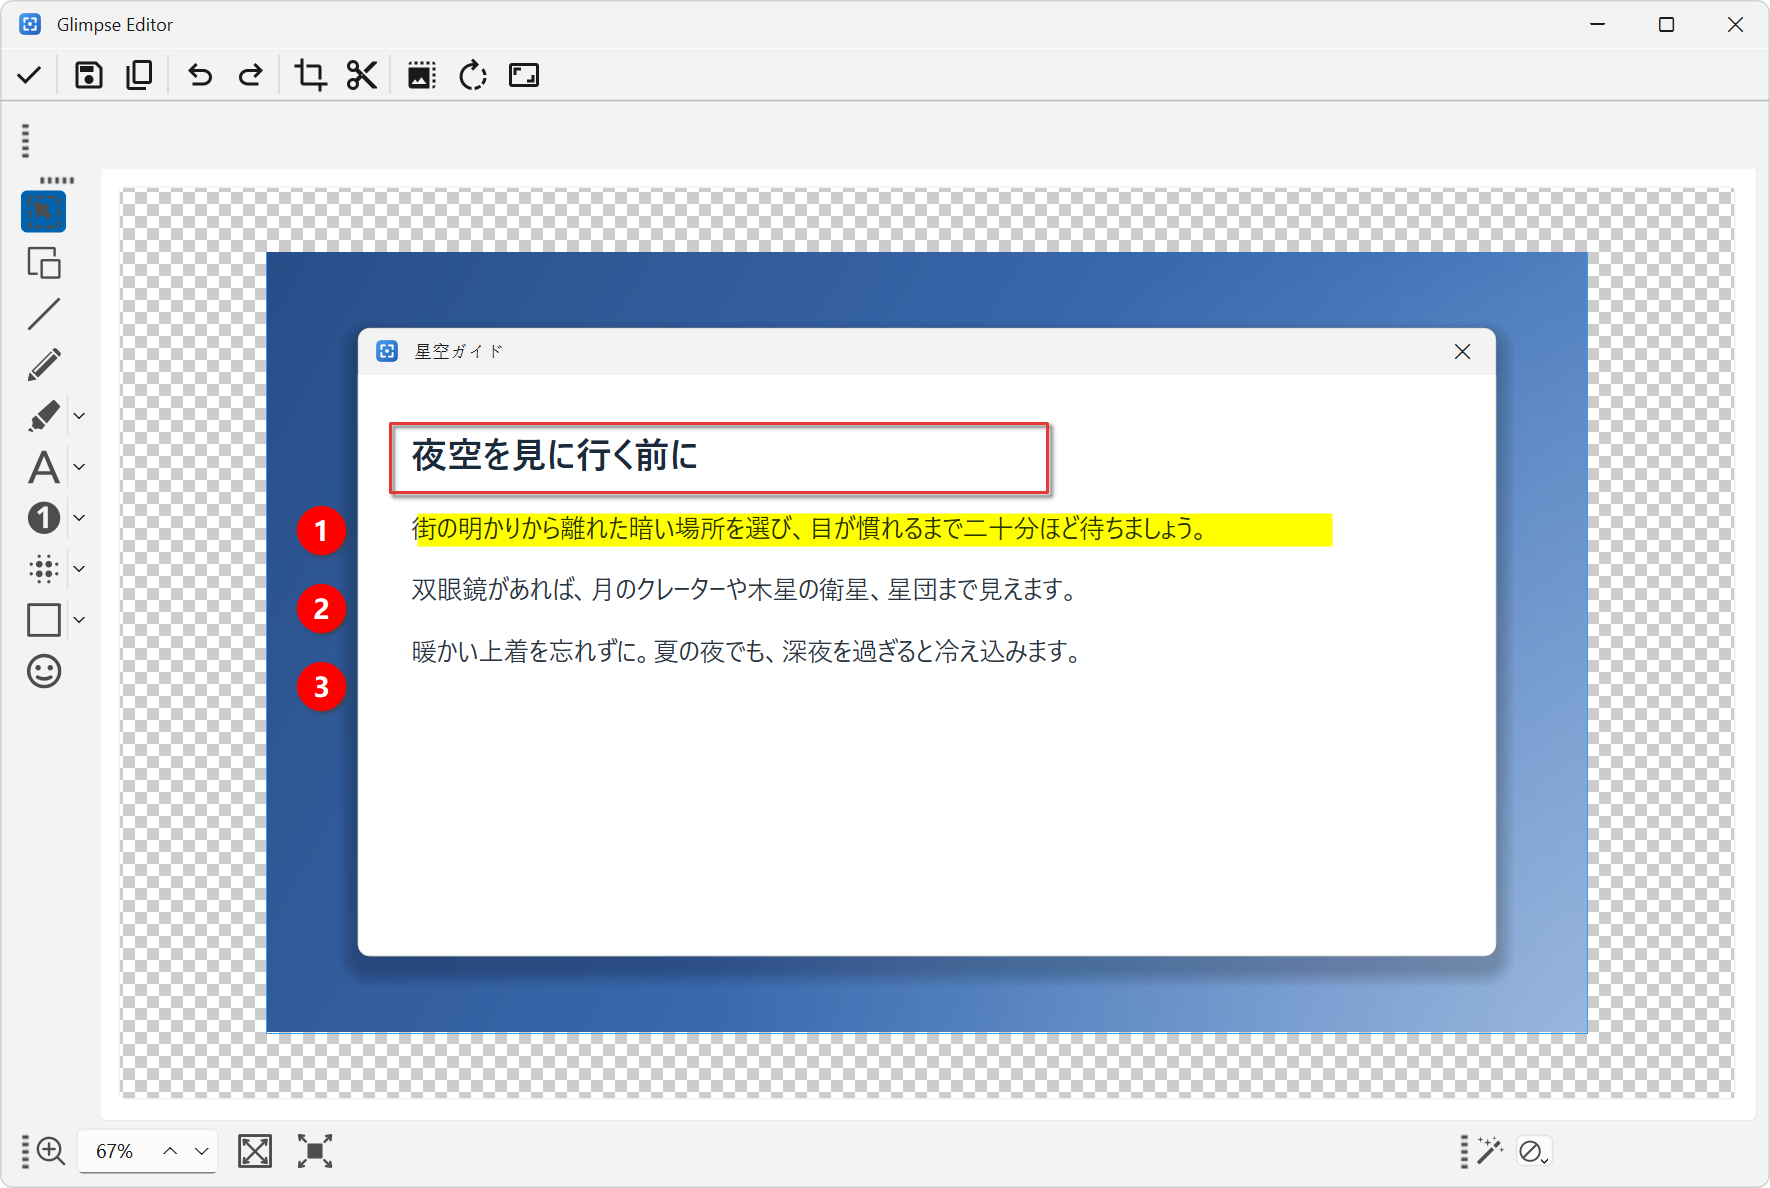 Glimpse Editor
星空ガイド
夜空を見に行く前に
1 街の明かりから離れた暗い場所を選び、目が慣れるまで二十分ほど待ちましょう。
2 双眼鏡があれば、月のクレーターや木星の衛星、星団まで見えます。
3 暖かい上着を忘れずに。夏の夜でも、深夜を過ぎると冷え込みます。
67%